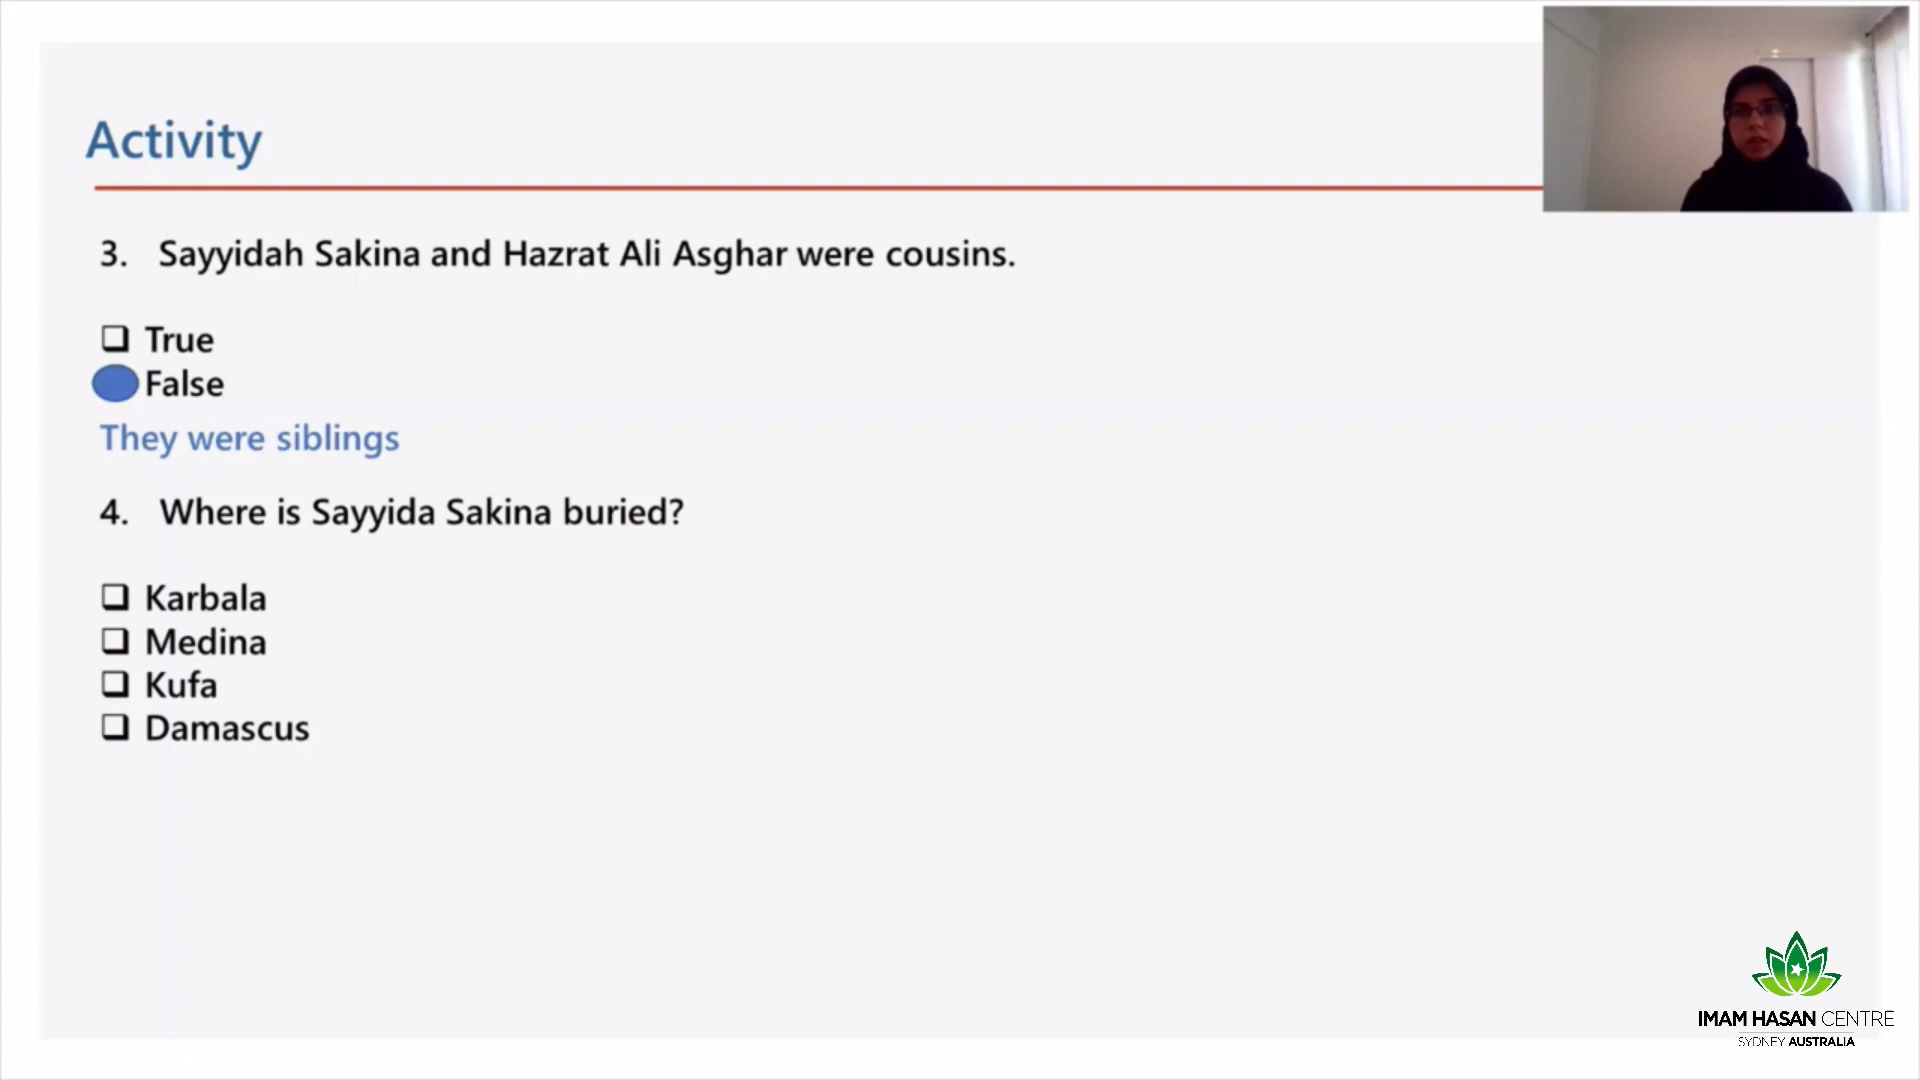 Activity
3. Sayyidah Sakina and Hazrat Ali Asghar were cousins.
True
False
They were siblings
4. Where is Sayyida Sakina buried?
Karbala
Medina
Kufa
Damascus
IMAM HASAN CENTRE
SYDNEY AUSTRALIA